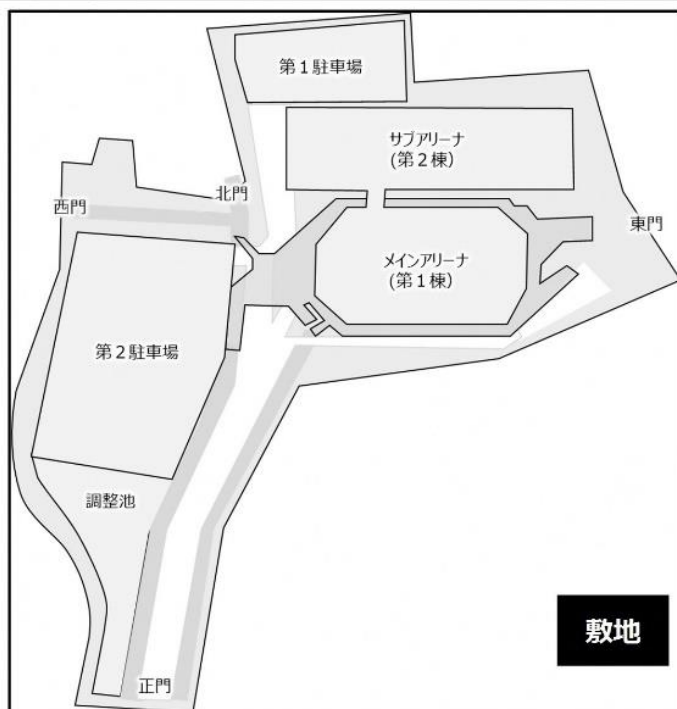 第１駐車場
サブアリーナ
(第２棟)
北門
西門
東門
メインアリーナ
(第１棟)
第２駐車場
調整池
敷地
正門